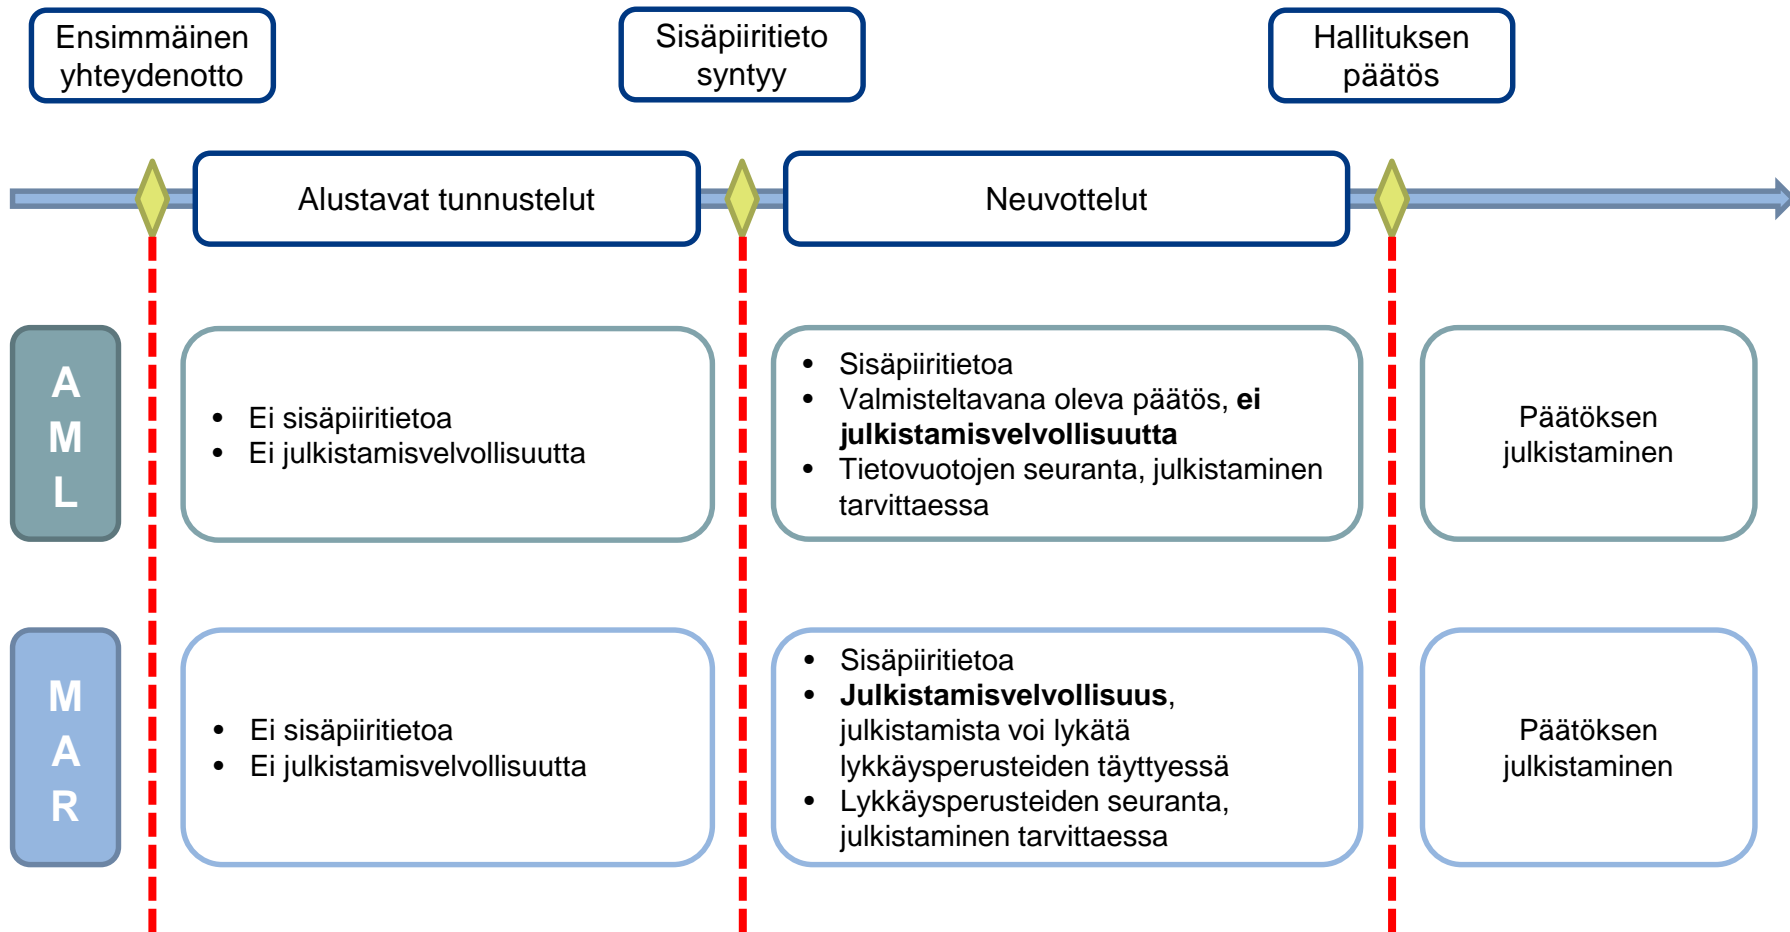 Ensimmäinen
yhteydenotto
Sisäpiiritieto
syntyy
Hallituksen
päätös
Alustavat tunnustelut
Neuvottelut
A
M
L
• Ei sisäpiiritietoa
• Ei julkistamisvelvollisuutta
• Sisäpiiritietoa
• Valmisteltavana oleva päätös, ei
julkistamisvelvollisuutta
• Tietovuotojen seuranta, julkistaminen
tarvittaessa
Päätöksen
julkistaminen
M
A
R
• Ei sisäpiiritietoa
• Ei julkistamisvelvollisuutta
• Sisäpiiritietoa
• Julkistamisvelvollisuus,
julkistamista voi lykätä
lykkäysperusteiden täyttyessä
• Lykkäysperusteiden seuranta,
julkistaminen tarvittaessa
Päätöksen
julkistaminen